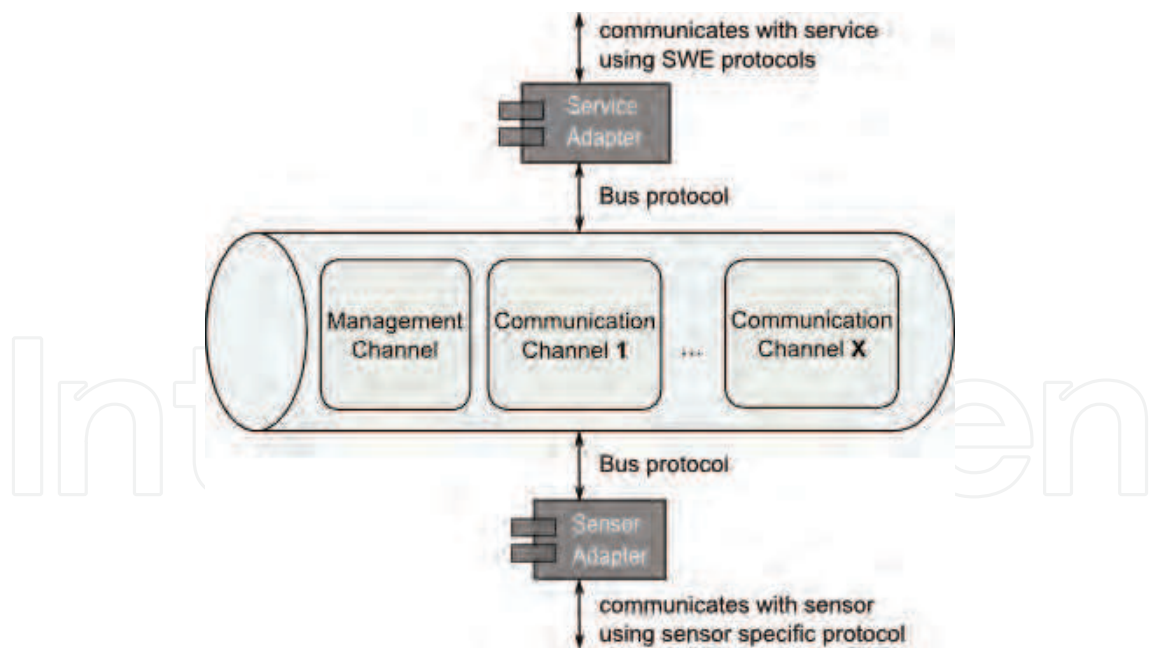 communicates with service
using SWE protocols
Service
Adapter
Bus protocol
Management
Channel
Communication
Channel 1
...
Communication
Channel X
Bus protocol
Sensor
Adapter
communicates with sensor
using sensor specific protocol
Inten